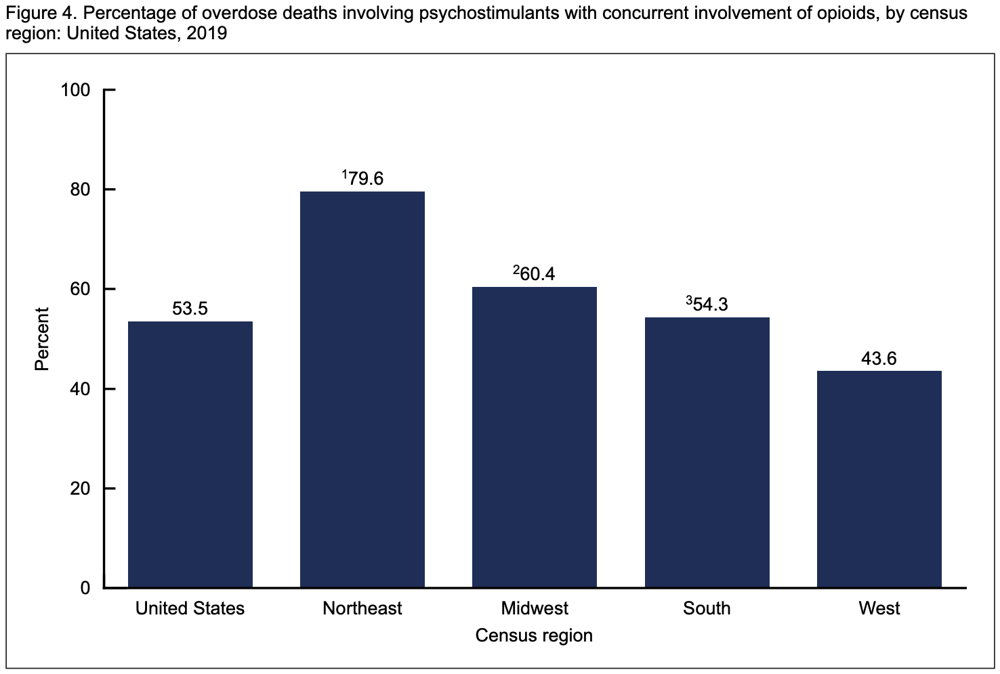 Figure 4. Percentage of overdose deaths involving psychostimulants with concurrent involvement of opioids, by census
region: United States, 2019
100
80
60
40
20
0
Percent
53.5
¹79.6
²60.4
³54.3
43.6
United States
Northeast
Midwest
South
West
Census region